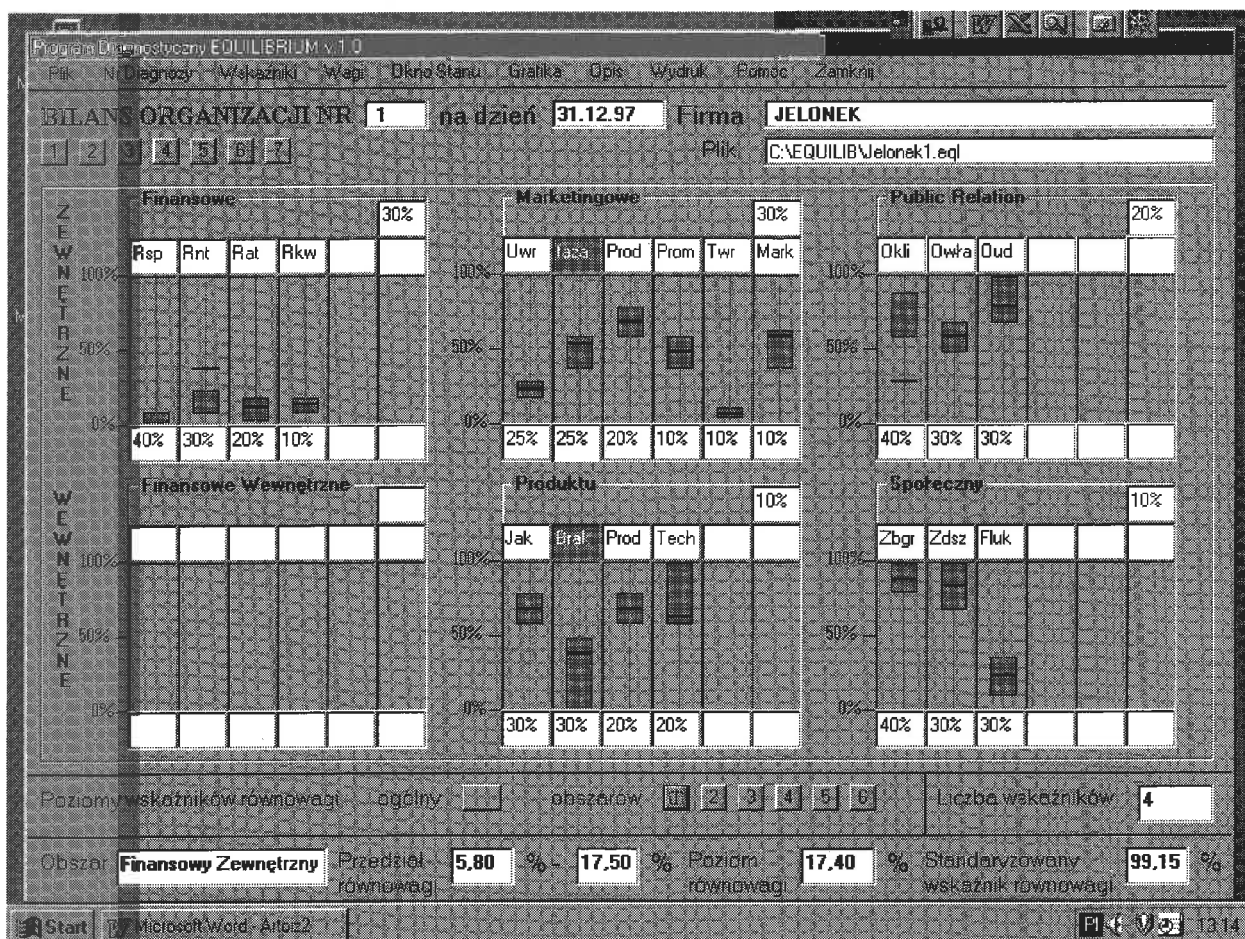 Program Diagnostyczny EQUILIBRIUM v.1.0
Plik Nr Diagnozy Wskaźniki Wagi Okno Stanu Grafika Opis Wydruk Pomoc Zamknij
BILANS ORGANIZACJI NR 1 na dzień 31.12.97 Firma JELONEK
1 2 3 4 5 6 7 Plik C:\EQUILIB\Jelonek1.eql
ZEWNĘTRZNE
Finansowe 30%
Rsp Rnt Rat Rkw
100%
50%
0%
40% 30% 20% 10%
Marketingowe 30%
Uwr Prod Prom Twr Mark
100%
50%
0%
25% 25% 20% 10% 10% 10%
Public Relation 20%
Okli Owka Oud
100%
50%
0%
40% 30% 30%
WEWNĘTRZNE
Finansowe Wewnętrzne
100%
50%
0%
Produktu 10%
Jak Prod Tech
100%
50%
0%
30% 30% 20% 20%
Społeczny 10%
Zbgr Zdsz Fluk
100%
50%
0%
40% 30% 30%
Poziomy wskaźników równowagi ogólny obszarów 1 2 3 4 5 6 Liczba wskaźników 4
Obszar Finansowy Zewnętrzny Przedział równowagi 5,80 % - 17,50 % Poziom równowagi 17,40 % Standaryzowany wskaźnik równowagi 99,15 %
Start Microsoft Word - Artbiz2 Pl 13:14